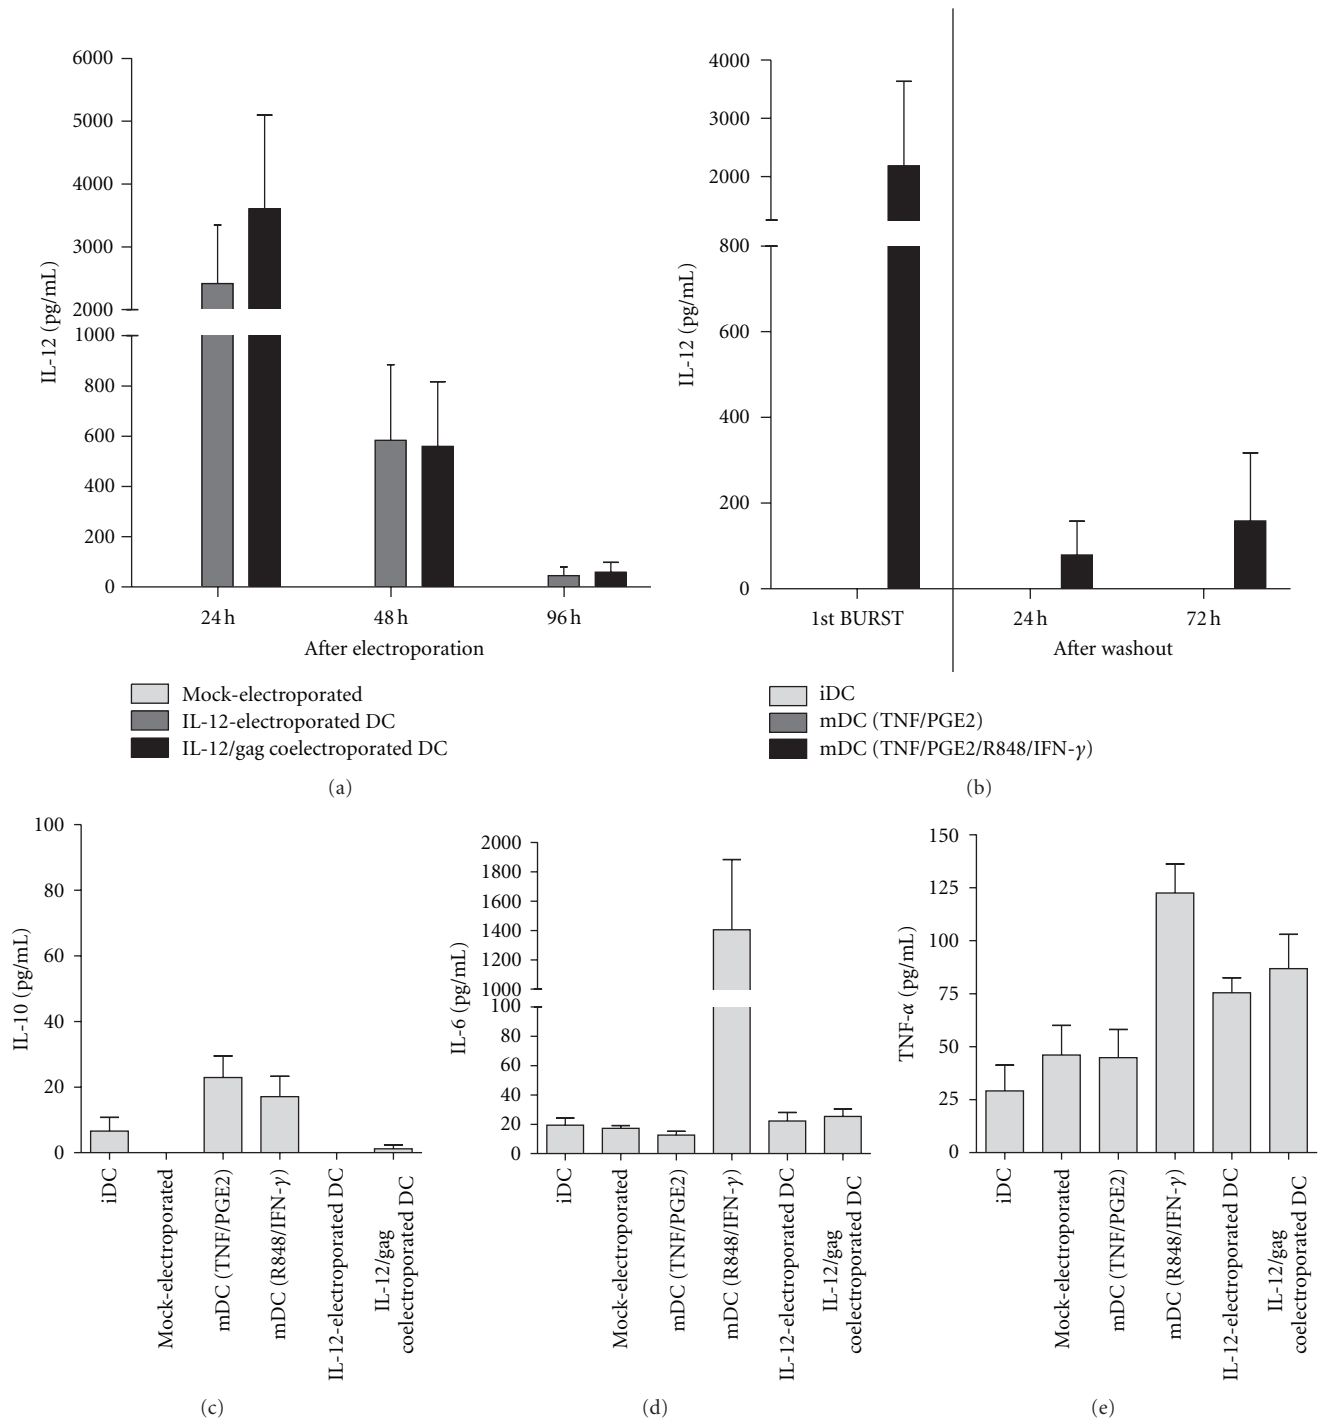 6000
5000
4000
3000
2000
1000
800
600
400
200
0
IL-12 (pg/mL)
24 h
48 h
96 h
After electroporation
Mock-electroporated
IL-12-electroporated DC
IL-12/gag coelectroporated DC
(a)
4000
3000
2000
800
600
400
200
0
IL-12 (pg/mL)
1st BURST
24 h
72 h
After washout
iDC
mDC (TNF/PGE2)
mDC (TNF/PGE2/R848/IFN-γ)
(b)
100
80
60
40
20
0
IL-10 (pg/mL)
iDC
Mock-electroporated
mDC (TNF/PGE2)
mDC (R848/IFN-γ)
IL-12-electroporated DC
IL-12/gag
coelectroporated DC
(c)
2000
1800
1600
1400
1200
1000
100
80
60
40
20
0
IL-6 (pg/mL)
iDC
Mock-electroporated
mDC (TNF/PGE2)
mDC (R848/IFN-γ)
IL-12-electroporated DC
IL-12/gag
coelectroporated DC
(d)
150
125
100
75
50
25
0
TNF-α (pg/mL)
iDC
Mock-electroporated
mDC (TNF/PGE2)
mDC (R848/IFN-γ)
IL-12-electroporated DC
IL-12/gag
coelectroporated DC
(e)